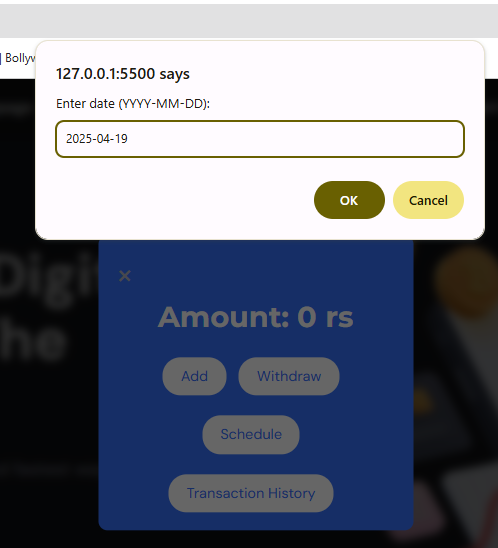 | Bollyw
127.0.0.1:5500 says
Enter date (YYYY-MM-DD):
2025-04-19
OK
Cancel
Digi
he
×
Amount: 0 rs
Add
Withdraw
Schedule
Transaction History